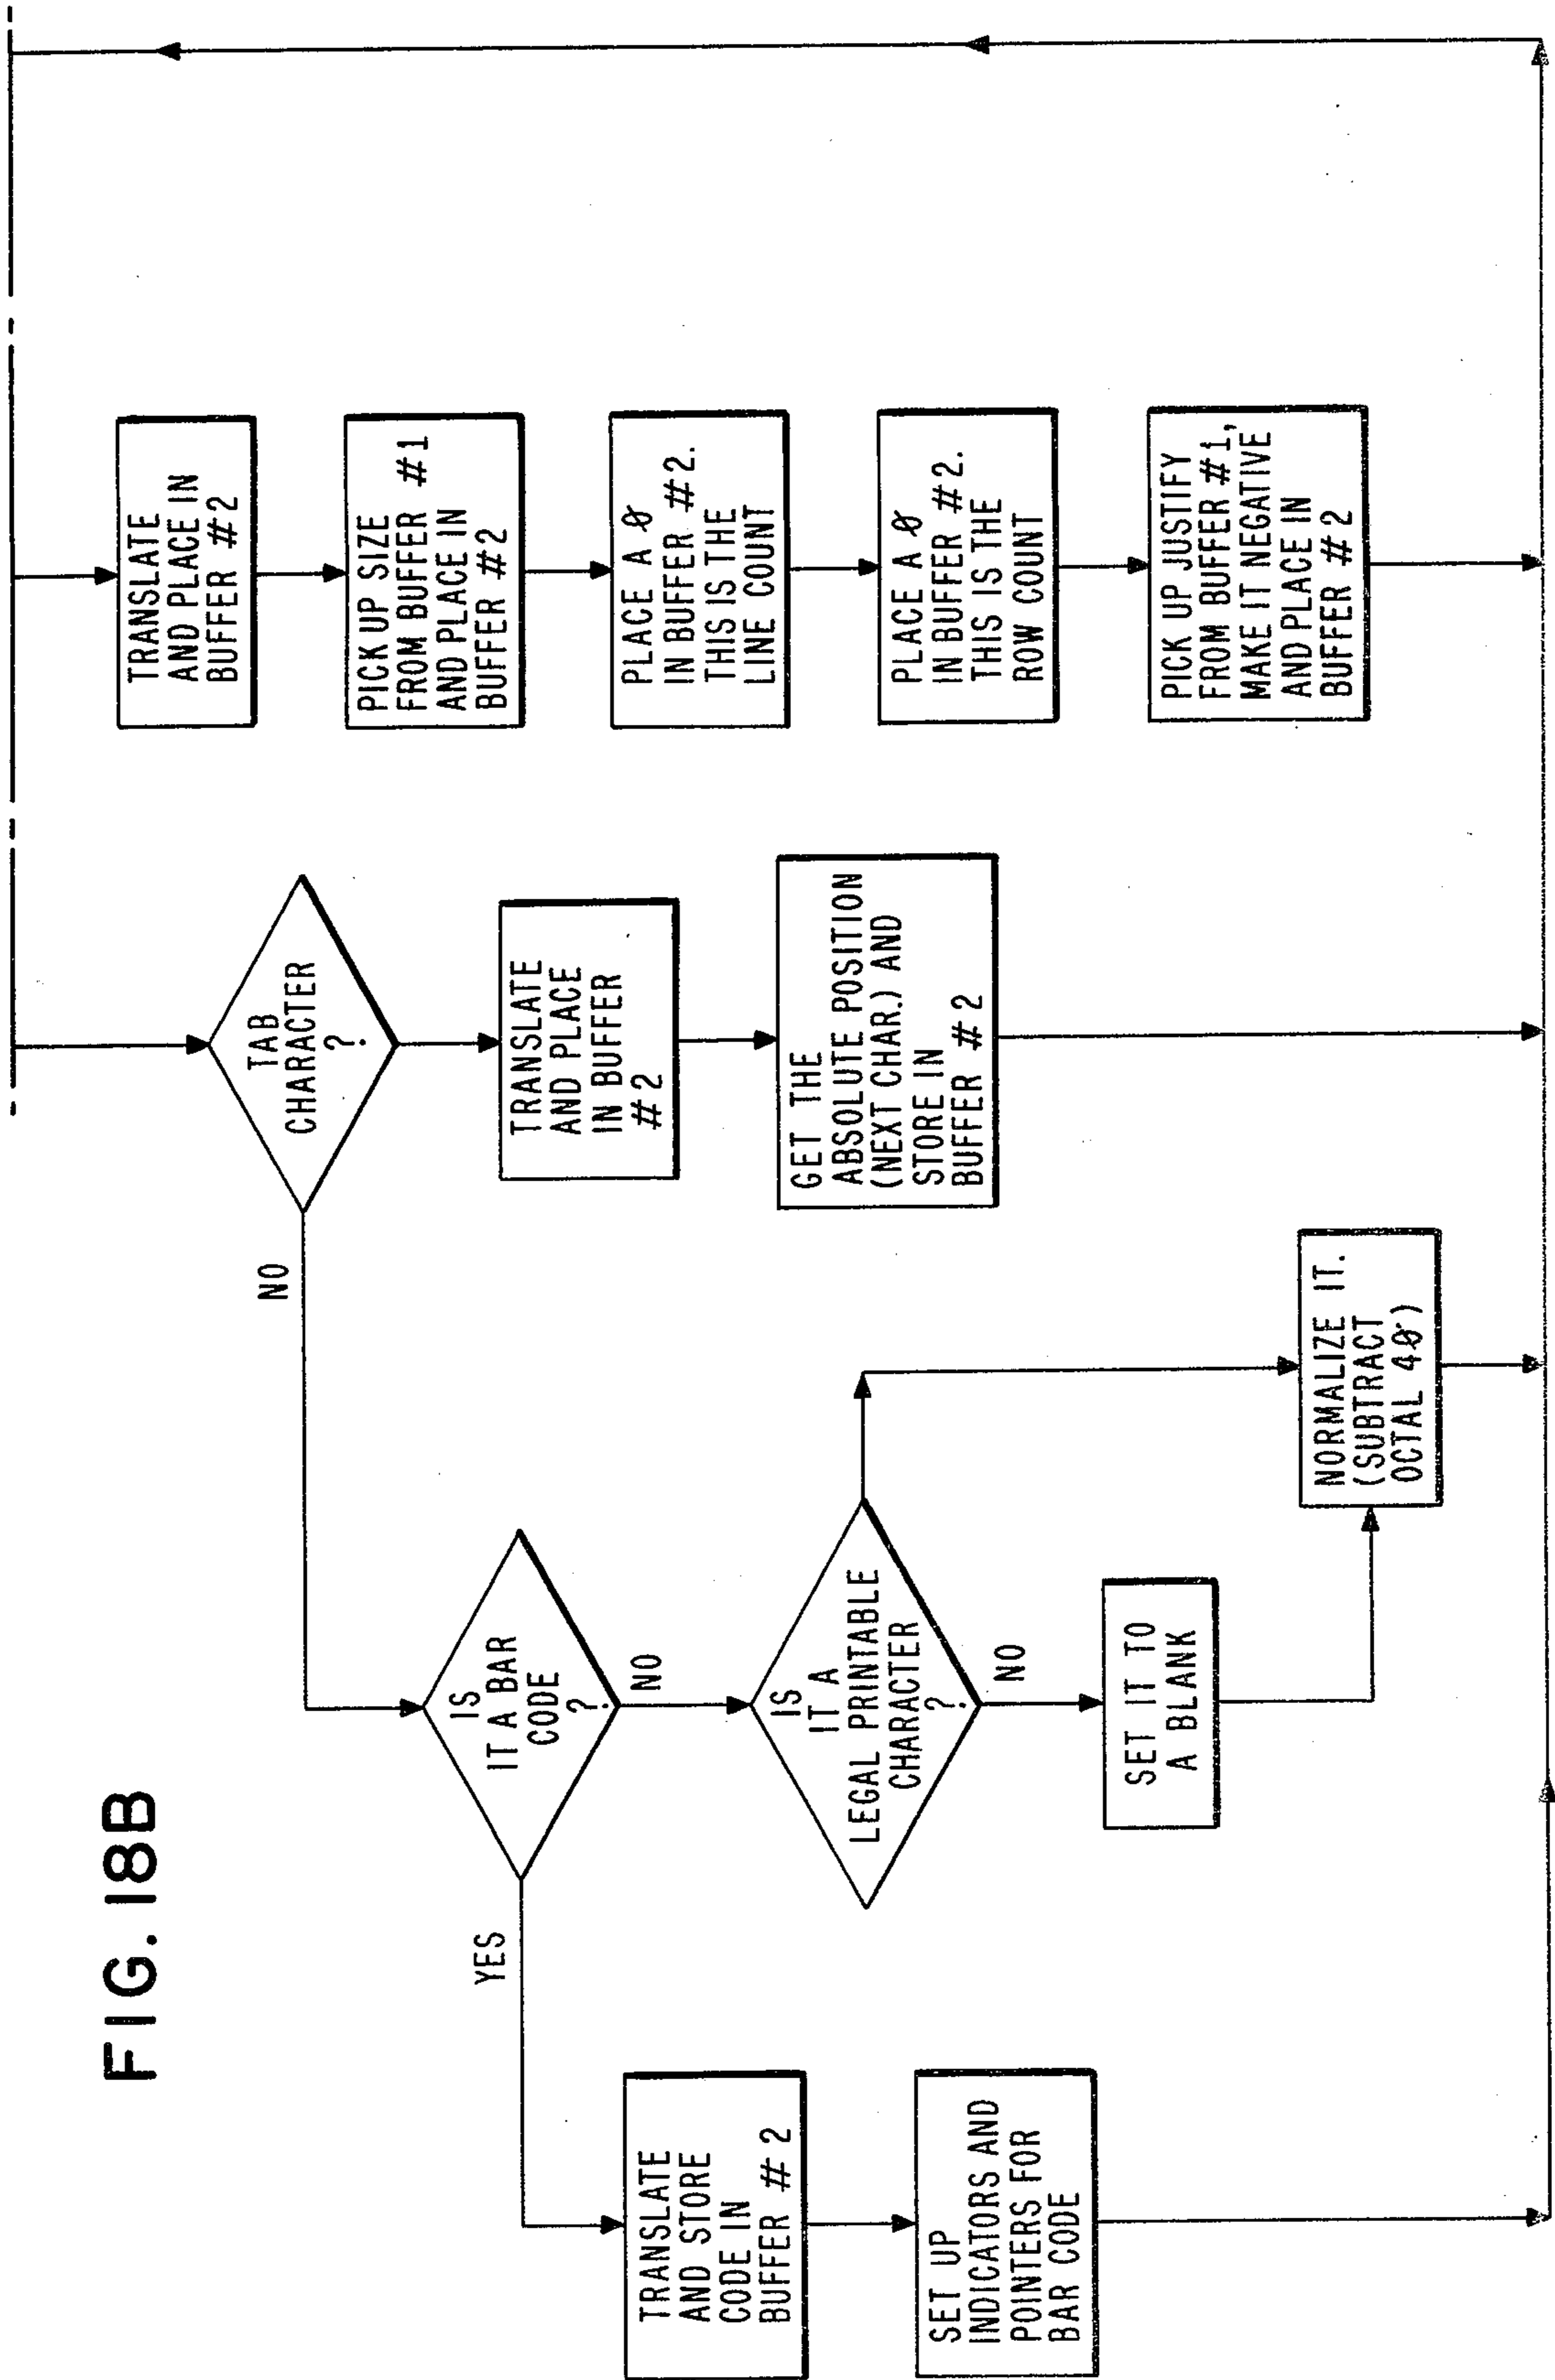 FIG. 18B
TAB
CHARACTER
?
NO
TRANSLATE
AND PLACE
IN BUFFER
#2
GET THE
ABSOLUTE POSITION
(NEXT CHAR.) AND
STORE IN
BUFFER #2
TRANSLATE
AND PLACE IN
BUFFER #2
PICK UP SIZE
FROM BUFFER #1
AND PLACE IN
BUFFER #2
PLACE A 0
IN BUFFER #2.
THIS IS THE
LINE COUNT
PLACE A 0
IN BUFFER #2.
THIS IS THE
ROW COUNT
PICK UP JUSTIFY
FROM BUFFER #1,
MAKE IT NEGATIVE
AND PLACE IN
BUFFER #2
IS
IT A BAR
CODE
?
YES
NO
TRANSLATE
AND STORE
CODE IN
BUFFER #2
SET UP
INDICATORS AND
POINTERS FOR
BAR CODE
IS
IT A
LEGAL PRINTABLE
CHARACTER
?
NO
SET IT TO
A BLANK
NORMALIZE IT.
(SUBTRACT
OCTAL 40)